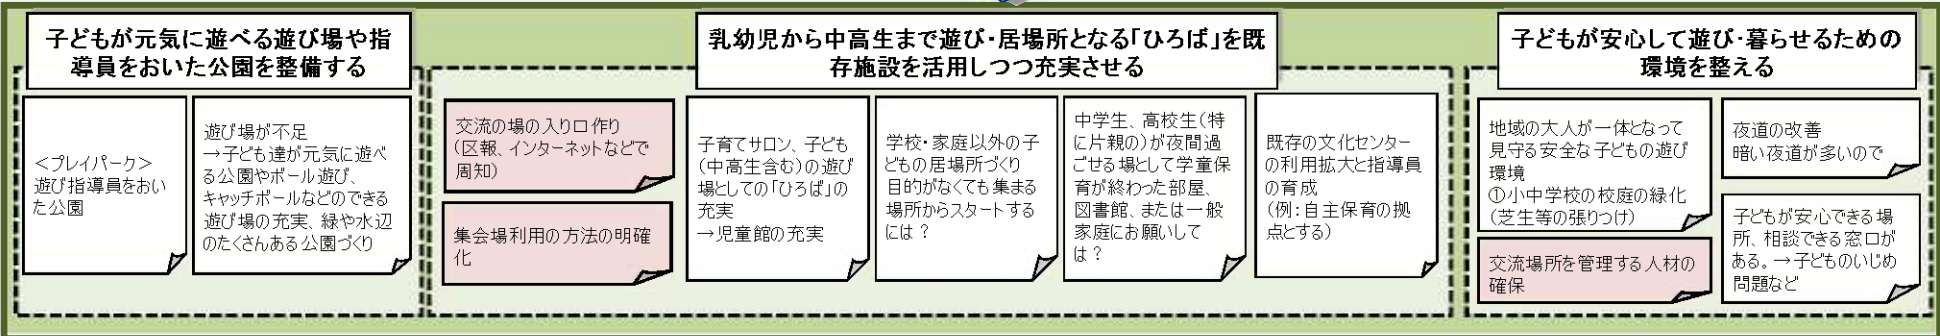 子どもが元気に遊べる遊び場や指
導員をおいた公園を整備する
＜プレイパーク＞
遊び指導員をおい
た公園
遊び場が不足
→子ども達が元気に遊べ
る公園やボール遊び、
キャッチボールなどのできる
遊び場の充実、緑や水辺
のたくさんある公園づくり
乳幼児から中高生まで遊び・居場所となる「ひろば」を既
存施設を活用しつつ充実させる
交流の場の入り口作り
（区報、インターネットなどで
周知）
集会場利用の方法の明確
化
子育てサロン、子ども
（中高生含む）の遊び
場としての「ひろば」の
充実
→児童館の充実
学校・家庭以外の子
どもの居場所づくり
目的がなくても集まる
場所からスタートする
には？
中学生、高校生（特
に片親の）が夜間過
ごせる場として学童保
育が終わった部屋、
図書館、または一般
家庭にお願いして
は？
既存の文化センター
の利用拡大と指導員
の育成
（例：自主保育の拠
点とする）
子どもが安心して遊び・暮らせるための
環境を整える
地域の大人が一体となって
見守る安全な子どもの遊び
環境
①小中学校の校庭の緑化
（芝生等の張りつけ）
交流場所を管理する人材の
確保
夜道の改善
暗い夜道が多いので
子どもが安心できる場
所、相談できる窓口が
ある。→子どものいじめ
問題など